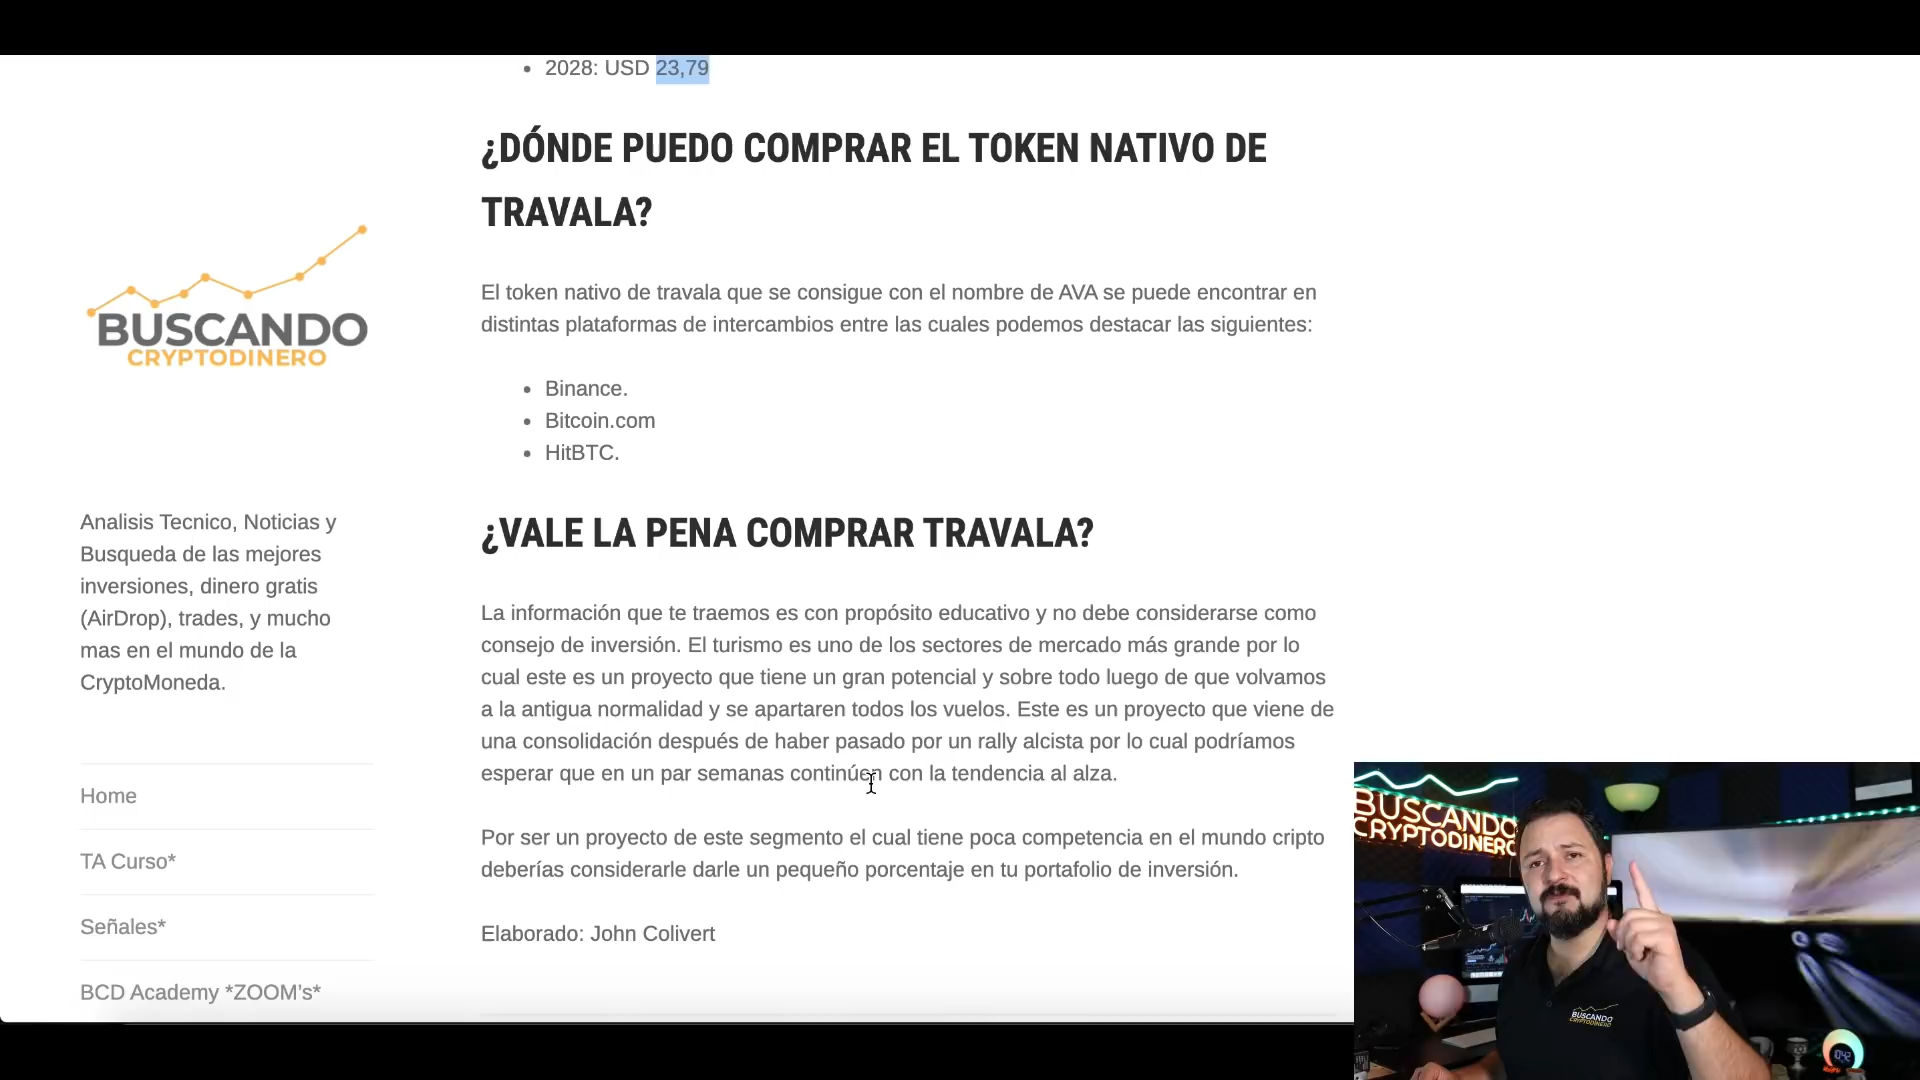 2028: USD 23,79
¿DÓNDE PUEDO COMPRAR EL TOKEN NATIVO DE
TRAVALA?
El token nativo de travala que se consigue con el nombre de AVA se puede encontrar en
distintas plataformas de intercambios entre las cuales podemos destacar las siguientes:
Binance.
Bitcoin.com
HitBTC.
¿VALE LA PENA COMPRAR TRAVALA?
La información que te traemos es con propósito educativo y no debe considerarse como
consejo de inversión. El turismo es uno de los sectores de mercado más grande por lo
cual este es un proyecto que tiene un gran potencial y sobre todo luego de que volvamos
a la antigua normalidad y se apartaren todos los vuelos. Este es un proyecto que viene de
una consolidación después de haber pasado por un rally alcista por lo cual podríamos
esperar que en un par semanas continúen con la tendencia al alza.
Por ser un proyecto de este segmento el cual tiene poca competencia en el mundo cripto
deberías considerarle darle un pequeño porcentaje en tu portafolio de inversión.
Elaborado: John Colivert
BUSCANDO
CRYPTODINERO
Analisis Tecnico, Noticias y
Busqueda de las mejores
inversiones, dinero gratis
(AirDrop), trades, y mucho
mas en el mundo de la
CryptoMoneda.
Home
TA Curso*
Señales*
BCD Academy *ZOOM's*
BUSCANDO
CRYPTODINERO
BUSCANDO
CRYPTODINERO